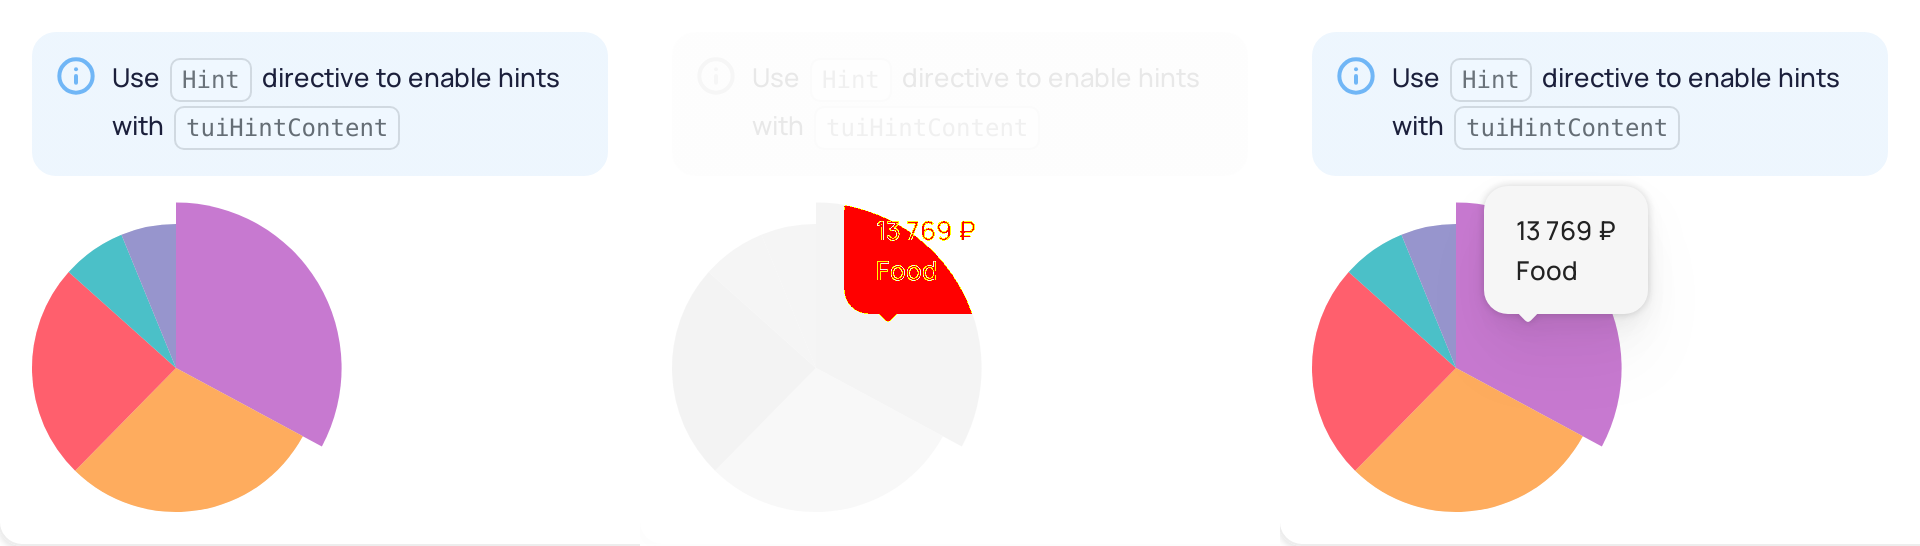 Use Hint directive to enable hints
with tuiHintContent
Use Hint directive to enable hints
with tuiHintContent
13 769 ₽
Food
Use Hint directive to enable hints
with tuiHintContent
13 769 ₽
Food